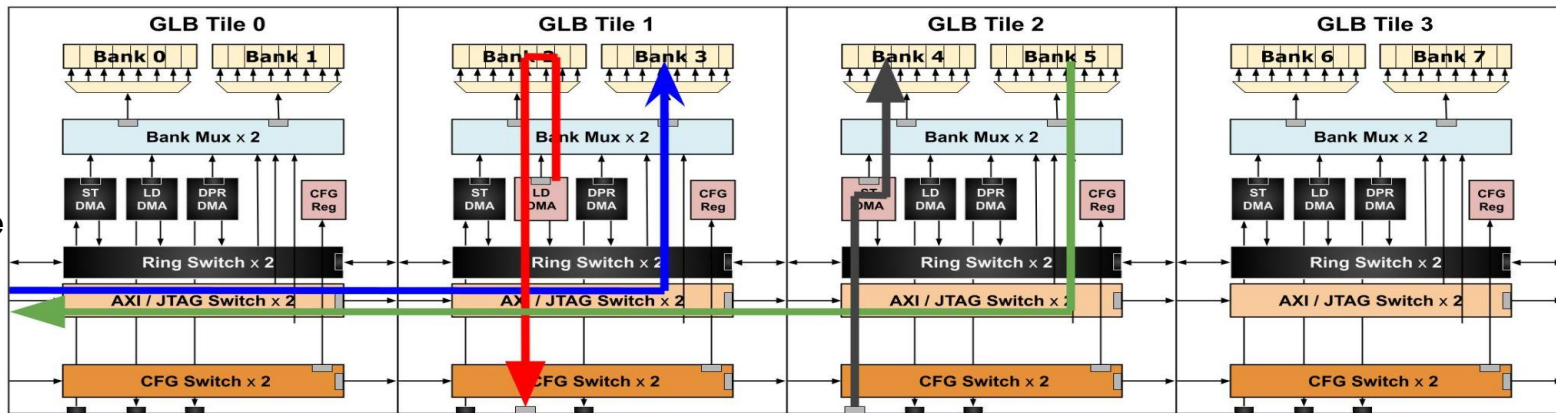 GLB Tile 0
Bank 0 Bank 1
Bank Mux x 2
ST DMA
LD DMA
DPR DMA
CFG Reg
Ring Switch x 2
AXI / JTAG Switch x 2
CFG Switch x 2
GLB Tile 1
Bank 2 Bank 3
Bank Mux x 2
ST DMA
LD DMA
DPR DMA
CFG Reg
Ring Switch x 2
AXI / JTAG Switch x 2
CFG Switch x 2
GLB Tile 2
Bank 4 Bank 5
Bank Mux x 2
ST DMA
LD DMA
DPR DMA
CFG Reg
Ring Switch x 2
AXI / JTAG Switch x 2
CFG Switch x 2
GLB Tile 3
Bank 6 Bank 7
Bank Mux x 2
ST DMA
LD DMA
DPR DMA
CFG Reg
Ring Switch x 2
AXI / JTAG Switch x 2
CFG Switch x 2